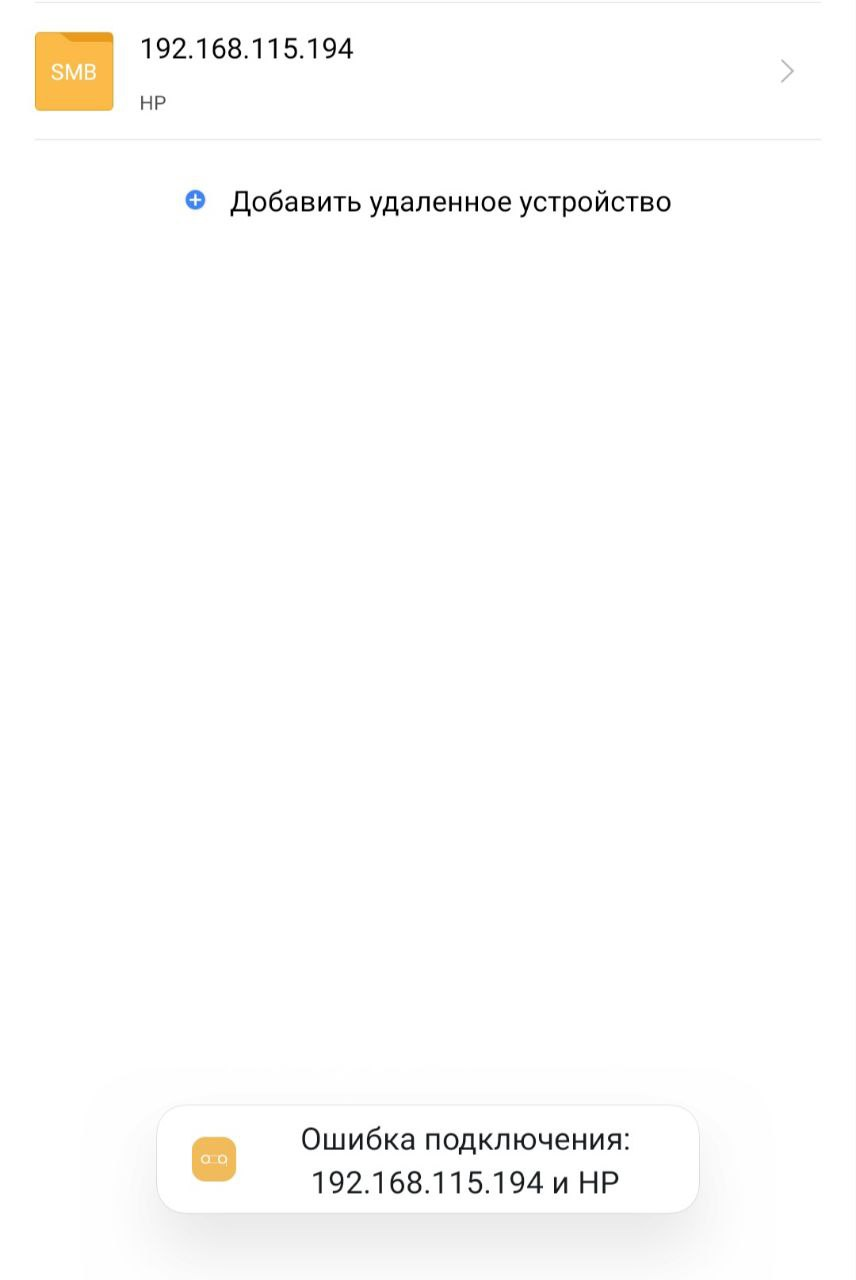 192.168.115.194
SMB
HP
Добавить удаленное устройство
Ошибка подключения:
192.168.115.194 и HP